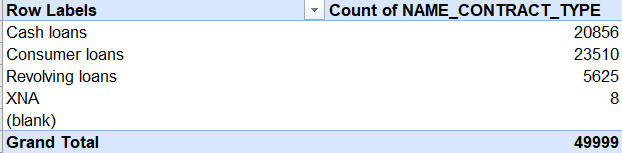 Row Labels Count of NAME_CONTRACT_TYPE
Cash loans 20856
Consumer loans 23510
Revolving loans 5625
XNA 8
(blank)
Grand Total 49999